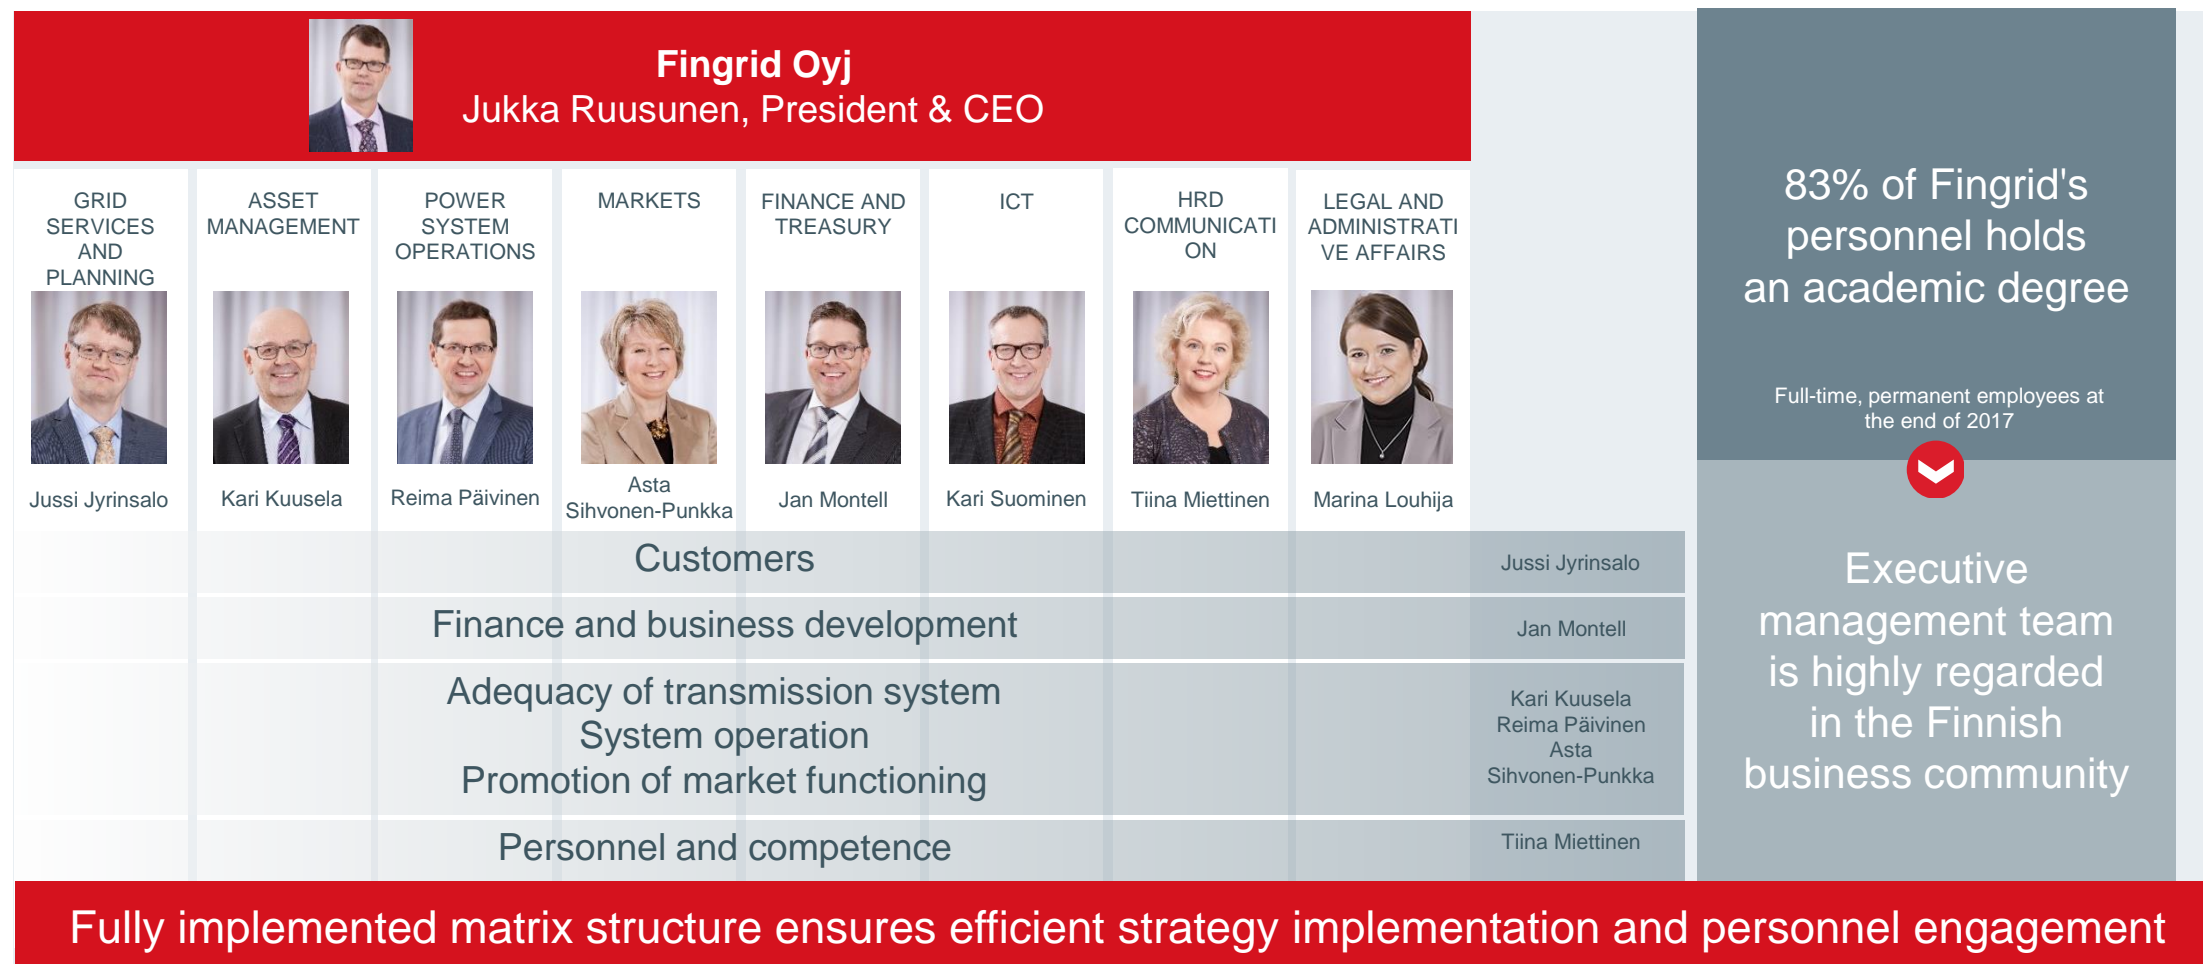 Fingrid Oyj
Jukka Ruusunen, President & CEO
GRID
SERVICES
AND
PLANNING
Jussi Jyrinsalo
ASSET
MANAGEMENT
Kari Kuusela
POWER
SYSTEM
OPERATIONS
Reima Päivinen
MARKETS
Asta
Sihvonen-Punkka
FINANCE AND
TREASURY
Jan Montell
ICT
Kari Suominen
HRD
COMMUNICATI
ON
Tiina Miettinen
LEGAL AND
ADMINISTRATI
VE AFFAIRS
Marina Louhija
Customers
Jussi Jyrinsalo
Finance and business development
Jan Montell
Adequacy of transmission system
System operation
Promotion of market functioning
Kari Kuusela
Reima Päivinen
Asta
Sihvonen-Punkka
Personnel and competence
Tiina Miettinen
83% of Fingrid's
personnel holds
an academic degree
Full-time, permanent employees at
the end of 2017
Executive
management team
is highly regarded
in the Finnish
business community
Fully implemented matrix structure ensures efficient strategy implementation and personnel engagement